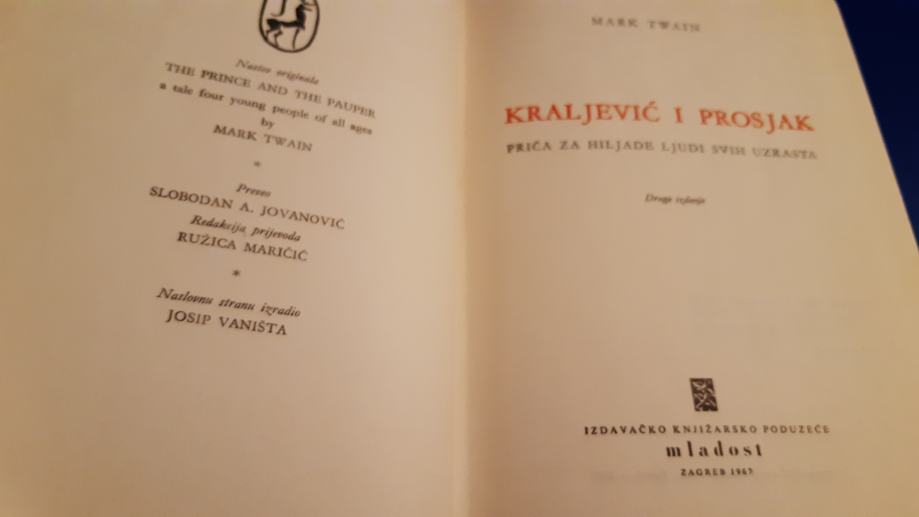 Naslov originala
THE PRINCE AND THE PAUPER
a tale four young people of all ages
by
MARK TWAIN
*
Preveo
SLOBODAN A. JOVANOVIĆ
Redakcija prijevoda
RUŽICA MARIČIĆ
*
Naslovnu stranu izradio
JOSIP VANIŠTA
MARK TWAIN
KRALJEVIĆ I PROSJAK
PRIČA ZA HILJADE LJUDI SVIH UZRASTA
Drugo izdanje
IZDAVAČKO KNJIŽARSKO PODUZEĆE
mladost
ZAGREB